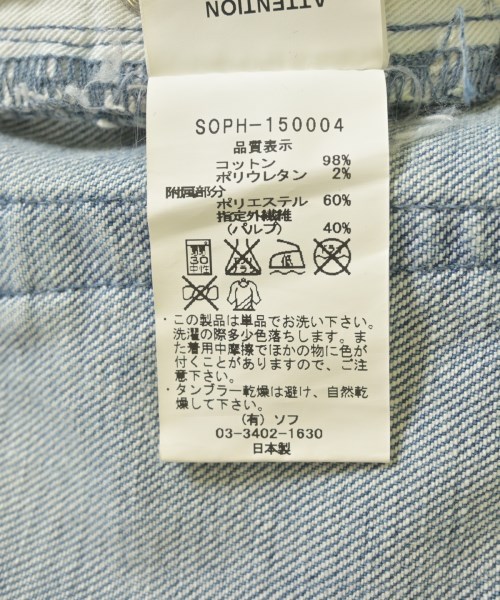 ATTENTION
SOPH-150004
品質表示
コットン 98%
ポリウレタン 2%
附属部分
ポリエステル 60%
指定外繊維
(パルプ) 40%
30
中性
低
・この製品は単品でお洗い下さい。
洗濯の際多少色落ちします。ま
た着用中摩擦でほかの物に色が
付くことがありますので、ご注
意下さい。
・タンブラー乾燥は避け、自然乾
燥して下さい。
(有) ソフ
03-3402-1630
日本製